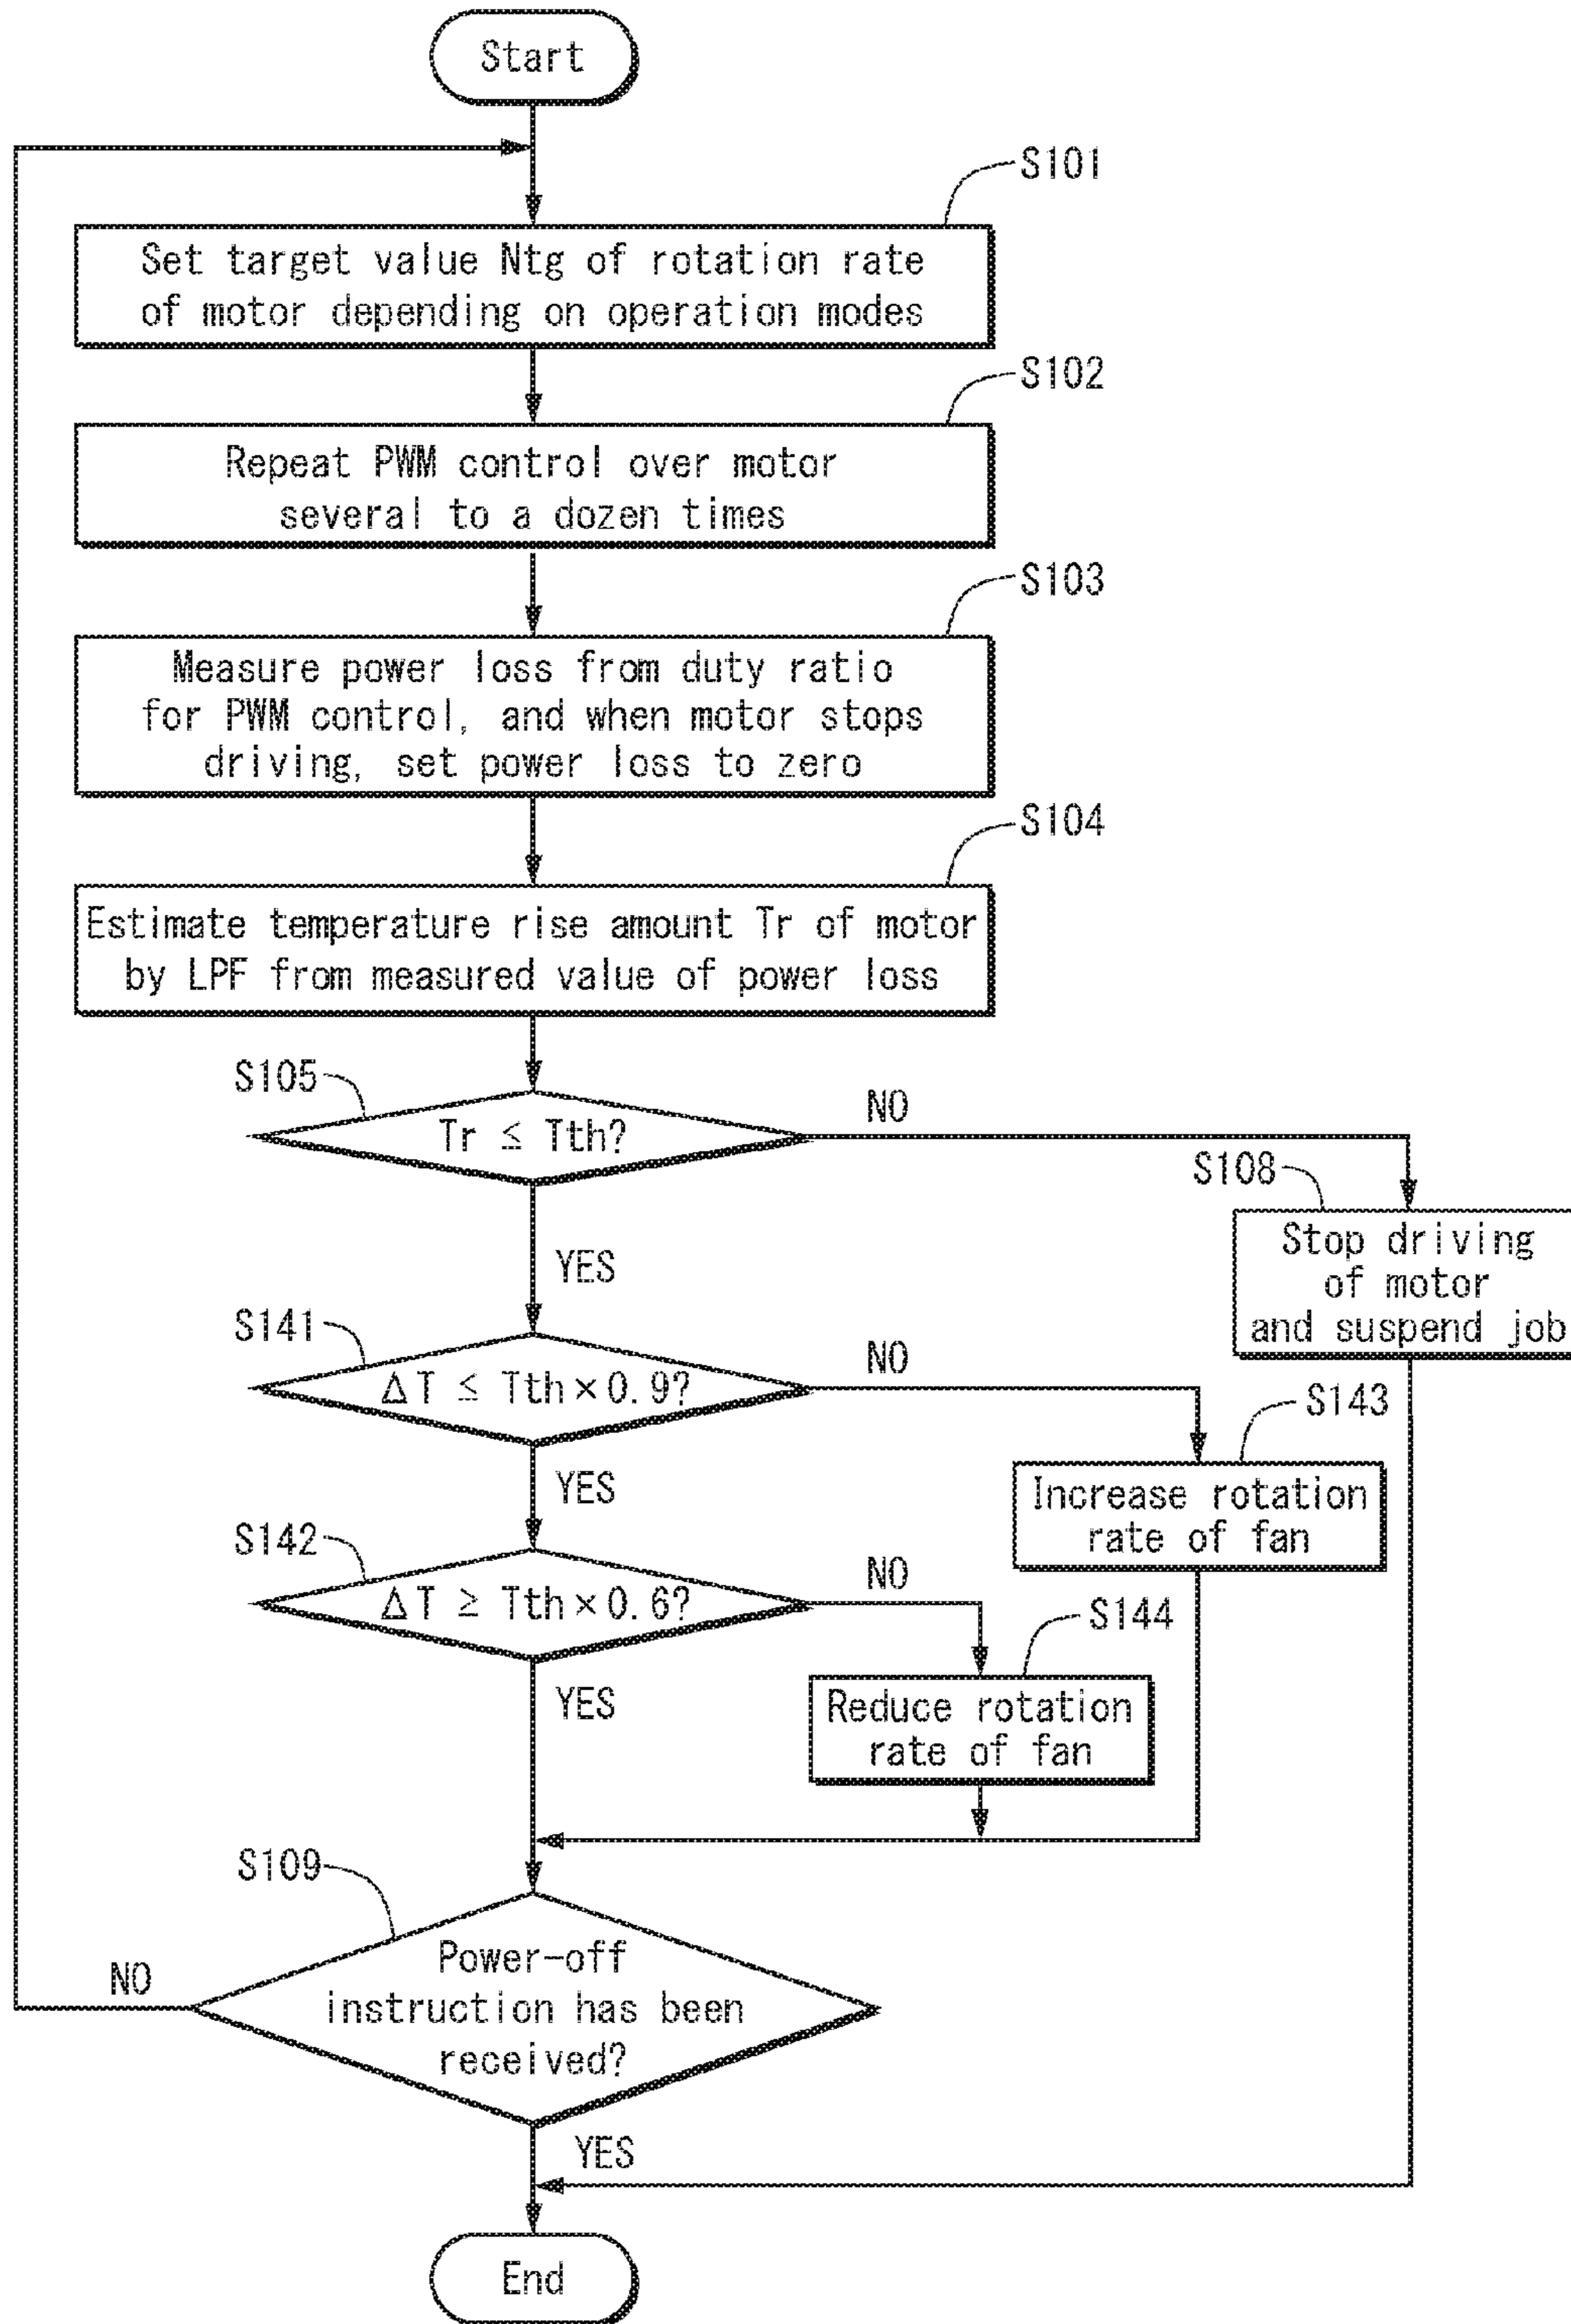 Start
S101
Set target value Ntg of rotation rate
of motor depending on operation modes
S102
Repeat PWM control over motor
several to a dozen times
S103
Measure power loss from duty ratio
for PWM control, and when motor stops
driving, set power loss to zero
S104
Estimate temperature rise amount Tr of motor
by LPF from measured value of power loss
S105
Tr ≤ Tth?
NO
YES
S108
Stop driving
of motor
and suspend job
S141
ΔT ≤ Tth×0.9?
NO
YES
S143
Increase rotation
rate of fan
S142
ΔT ≥ Tth×0.6?
NO
YES
S144
Reduce rotation
rate of fan
S109
Power-off
instruction has been
received?
NO
YES
End